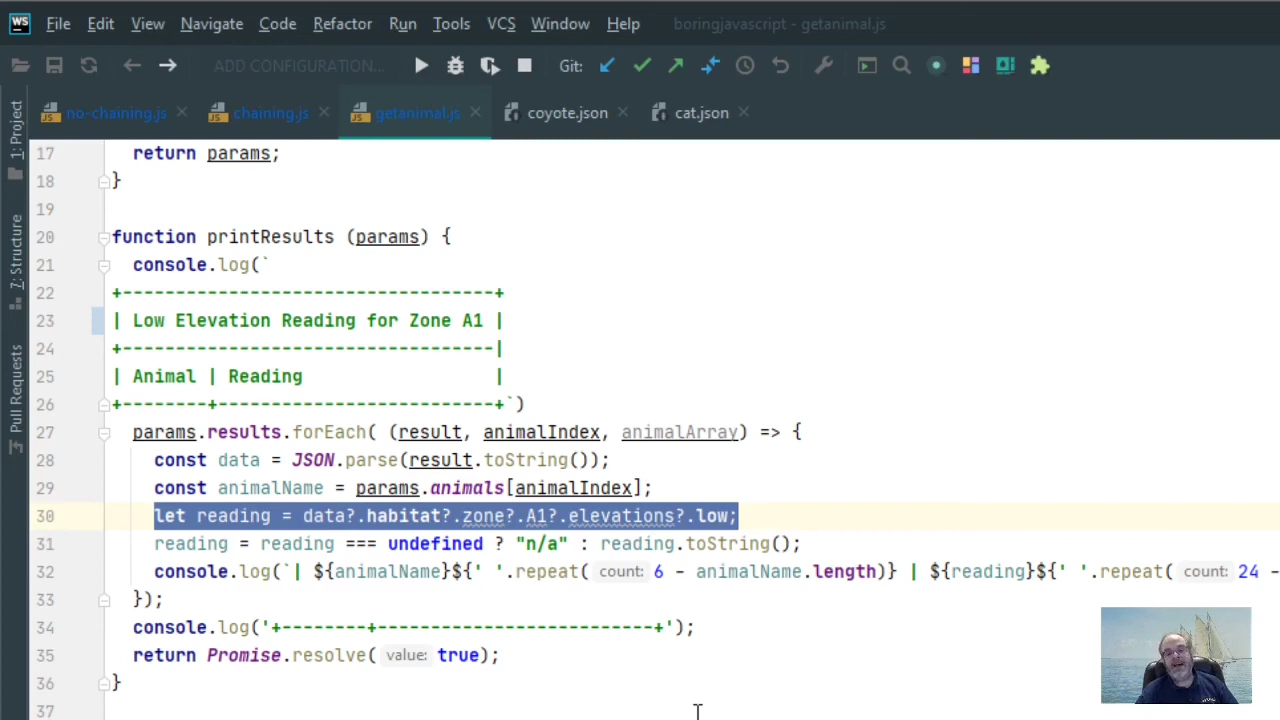 WS File Edit View Navigate Code Refactor Run Tools VCS Window Help boringjavascript - getanimal.js
ADD CONFIGURATION... Git:
JS no-chaining.js JS chaining.js JS getanimal.js coyote.json cat.json
1: Project
7: Structure
Pull Requests
17 return params;
18 }
19
20 function printResults (params) {
21 console.log(`
22 +-----------------------------------+
23 | Low Elevation Reading for Zone A1 |
24 +-----------------------------------|
25 | Animal | Reading |
26 +--------+--------------------------+`)
27 params.results.forEach( (result, animalIndex, animalArray) => {
28 const data = JSON.parse(result.toString());
29 const animalName = params.animals[animalIndex];
30 let reading = data?.habitat?.zone?.A1?.elevations?.low;
31 reading = reading === undefined ? "n/a" : reading.toString();
32 console.log(`| ${animalName}${' '.repeat( count: 6 - animalName.length)} | ${reading}${' '.repeat( count: 24 -
33 });
34 console.log('+--------+--------------------------+');
35 return Promise.resolve( value: true);
36 }
37